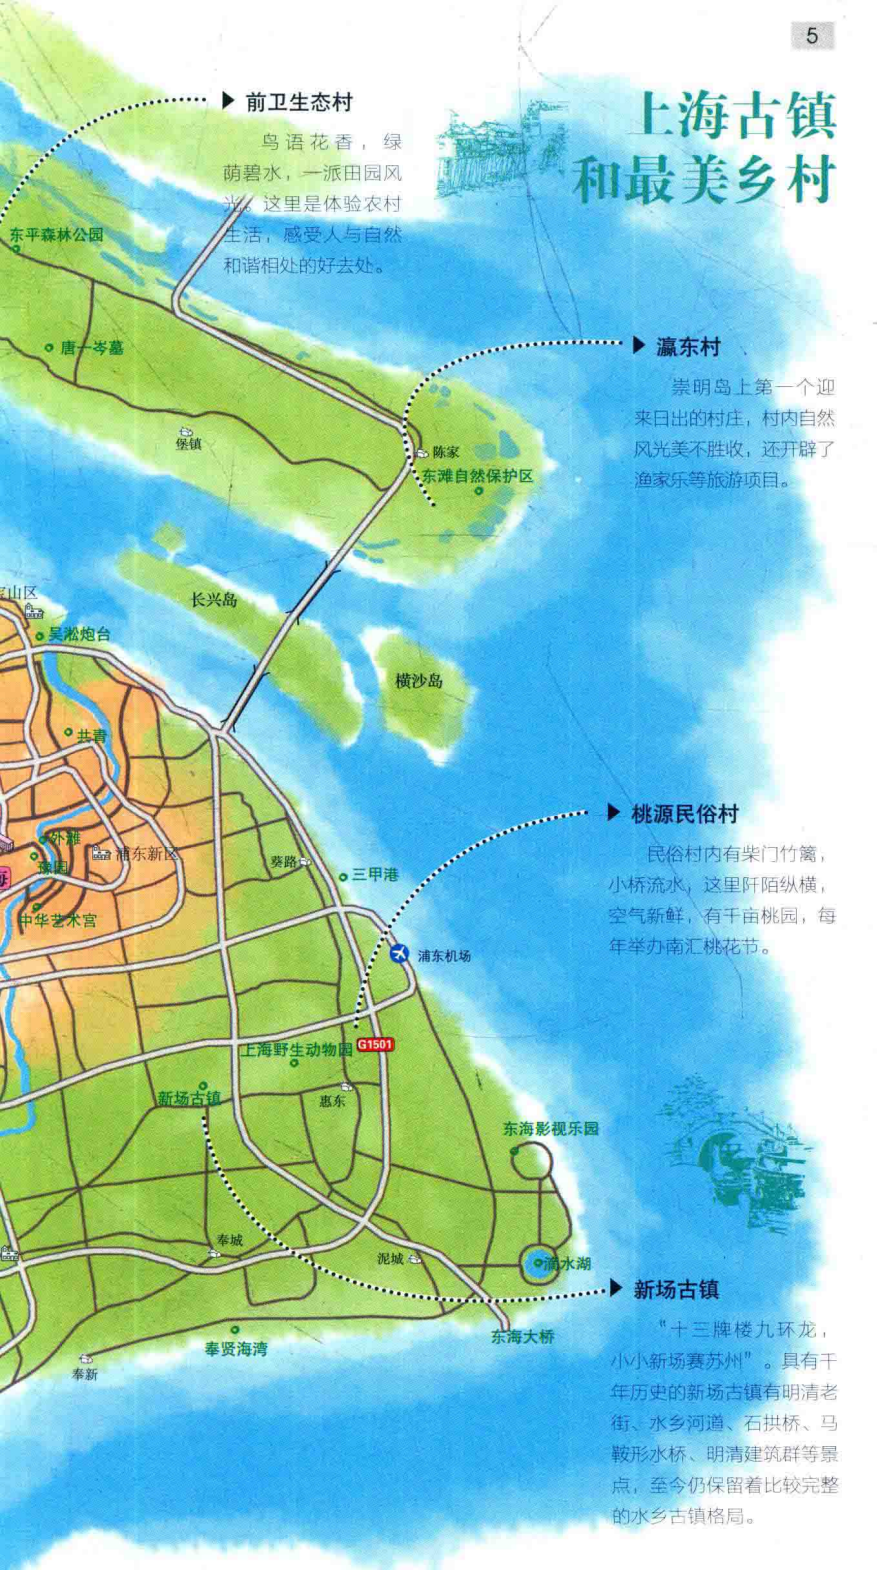 5
上海古镇
和最美乡村
前卫生态村
鸟语花香，绿
荫碧水，一派田园风
光。这里是体验农村
生活，感受人与自然
和谐相处的好去处。
东平森林公园
唐一岑墓
瀛东村
崇明岛上第一个迎
来日出的村庄，村内自然
风光美不胜收，还开辟了
渔家乐等旅游项目。
堡镇
陈家
东滩自然保护区
长兴岛
宝山区
吴淞炮台
横沙岛
共青
桃源民俗村
民俗村内有柴门竹篱，
小桥流水，这里阡陌纵横，
空气新鲜，有千亩桃园，每
年举办南汇桃花节。
外滩
浦东新区
豫园
葵路
三甲港
海
中华艺术宫
浦东机场
上海野生动物园
G1501
新场古镇
惠东
东海影视乐园
奉城
泥城
滴水湖
新场古镇
“十三牌楼九环龙，
小小新场赛苏州”。具有千
年历史的新场古镇有明清老
街、水乡河道、石拱桥、马
鞍形水桥、明清建筑群等景
点，至今仍保留着比较完整
的水乡古镇格局。
东海大桥
奉贤海湾
奉新